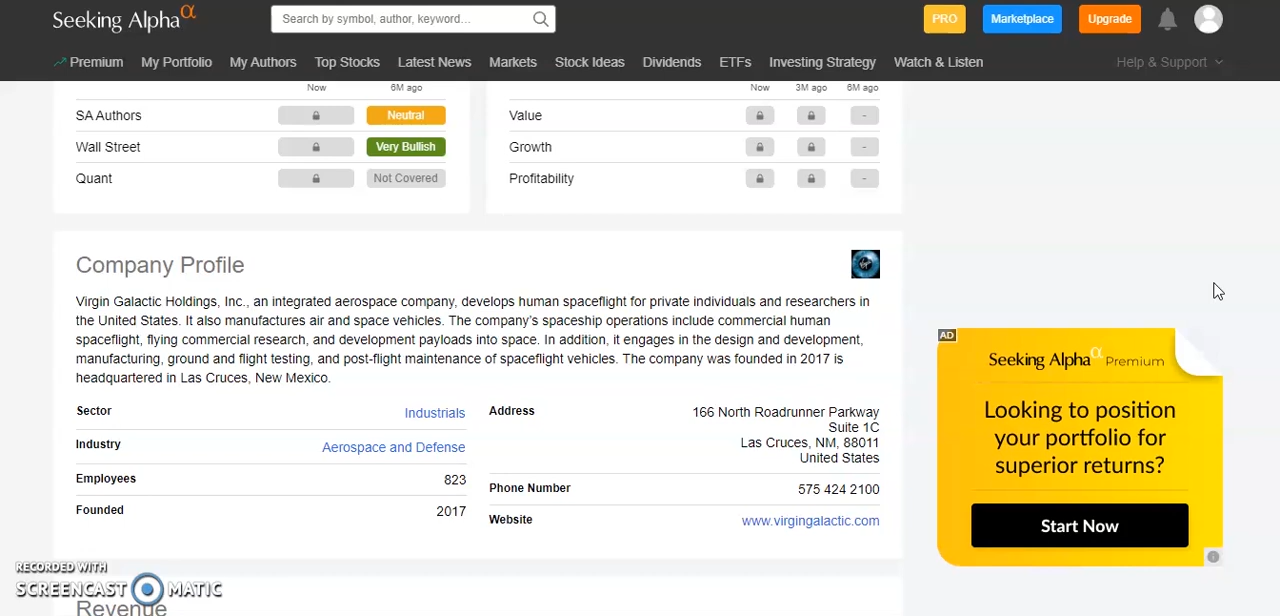 Seeking Alpha α
Search by symbol, author, keyword...
PRO
Marketplace
Upgrade
Premium My Portfolio My Authors Top Stocks Latest News Markets Stock Ideas Dividends ETFs Investing Strategy Watch & Listen Help & Support
Now 6M ago
SA Authors Neutral
Wall Street Very Bullish
Quant Not Covered
Now 3M ago 6M ago
Value -
Growth -
Profitability -
Company Profile
Virgin Galactic Holdings, Inc., an integrated aerospace company, develops human spaceflight for private individuals and researchers in
the United States. It also manufactures air and space vehicles. The company's spaceship operations include commercial human
spaceflight, flying commercial research, and development payloads into space. In addition, it engages in the design and development,
manufacturing, ground and flight testing, and post-flight maintenance of spaceflight vehicles. The company was founded in 2017 is
headquartered in Las Cruces, New Mexico.
Sector Industrials
Industry Aerospace and Defense
Employees 823
Founded 2017
Address 166 North Roadrunner Parkway
Suite 1C
Las Cruces, NM, 88011
United States
Phone Number 575 424 2100
Website www.virgingalactic.com
AD
Seeking Alpha α Premium
Looking to position
your portfolio for
superior returns?
Start Now
RECORDED WITH
SCREENCAST MATIC
Revenue